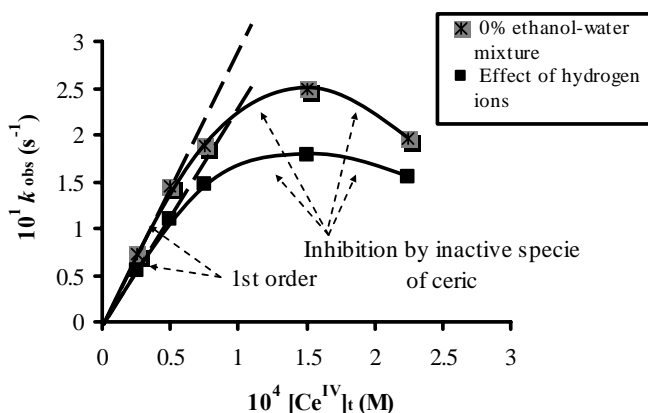 0% ethanol-water
mixture
Effect of hydrogen
ions
10¹ k obs (s⁻¹)
3
2.5
2
1.5
1
0.5
0
Inhibition by inactive specie
of ceric
1st order
0 0.5 1 1.5 2 2.5 3
10⁴ [Ce^IV]t (M)